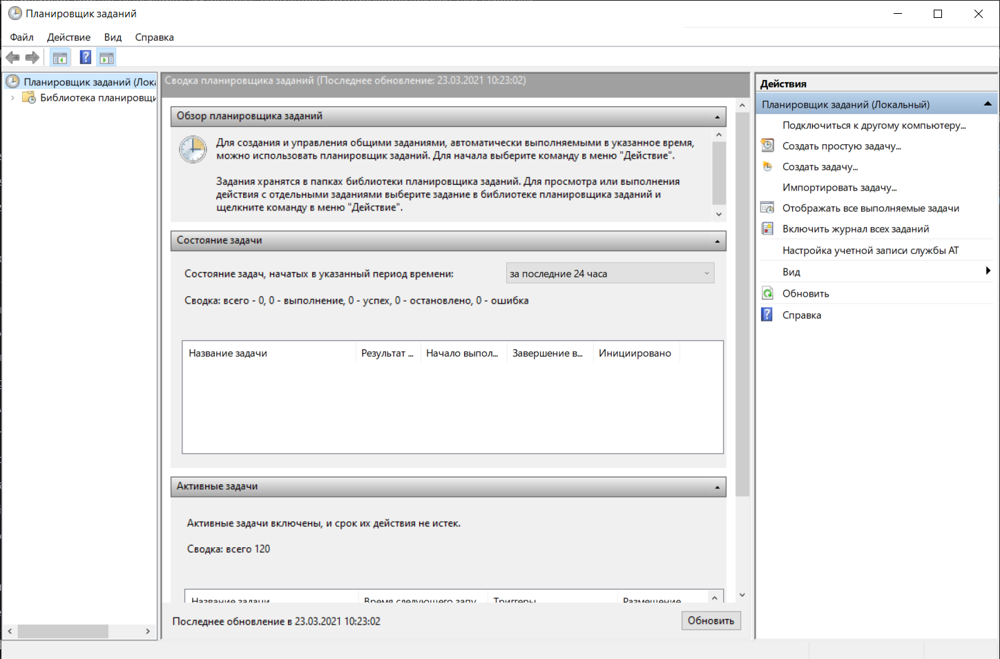 Планировщик заданий
Файл Действие Вид Справка
Планировщик заданий (Лока
Библиотека планировщи
Сводка планировщика заданий (Последнее обновление: 23.03.2021 10:23:02)
Обзор планировщика заданий
Для создания и управления общими заданиями, автоматически выполняемыми в указанное время,
можно использовать планировщик заданий. Для начала выберите команду в меню "Действие".
Задания хранятся в папках библиотеки планировщика заданий. Для просмотра или выполнения
действия с отдельными заданиями выберите задание в библиотеке планировщика заданий и
щелкните команду в меню "Действие".
Состояние задачи
Состояние задач, начатых в указанный период времени: за последние 24 часа
Сводка: всего - 0, 0 - выполнение, 0 - успех, 0 - остановлено, 0 - ошибка
Название задачи Результат ... Начало выпол... Завершение в... Инициировано
Активные задачи
Активные задачи включены, и срок их действия не истек.
Сводка: всего 120
Название задачи Время следующего запу Триггеры Размещение
Последнее обновление в 23.03.2021 10:23:02 Обновить
Действия
Планировщик заданий (Локальный)
Подключиться к другому компьютеру...
Создать простую задачу...
Создать задачу...
Импортировать задачу...
Отображать все выполняемые задачи
Включить журнал всех заданий
Настройка учетной записи службы AT
Вид
Обновить
Справка